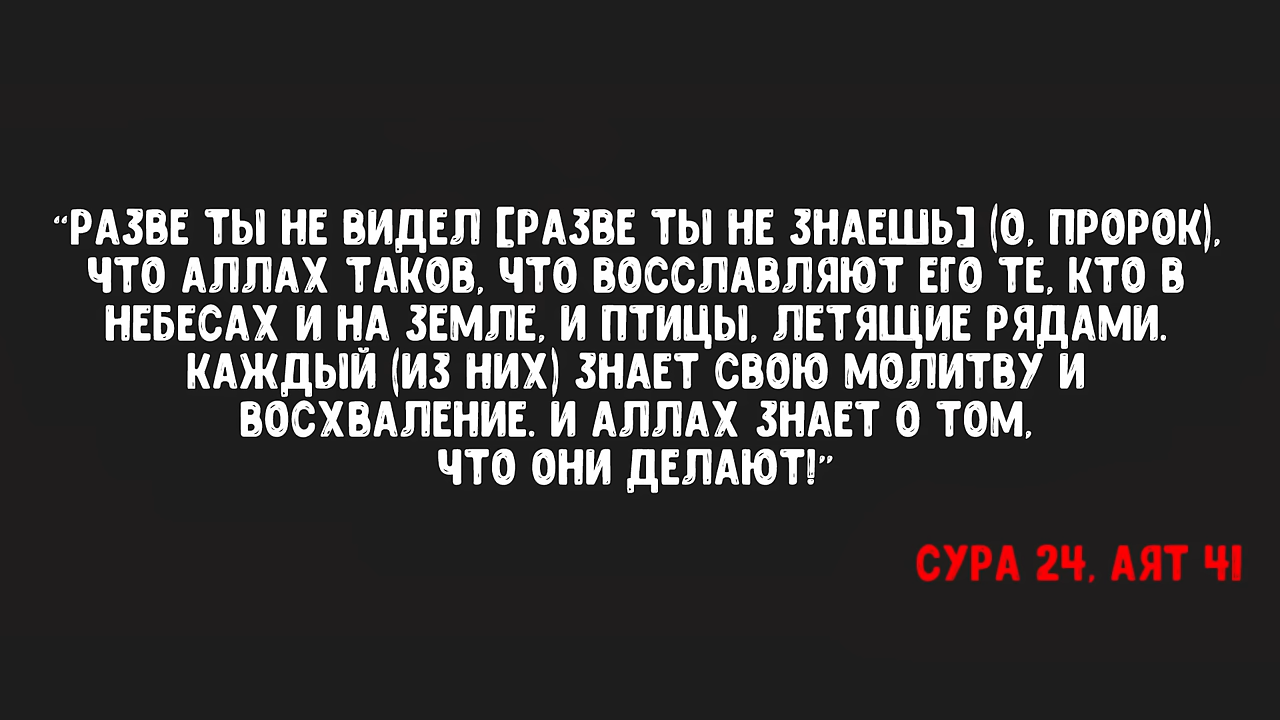 “РАЗВЕ ТЫ НЕ ВИДЕЛ [РАЗВЕ ТЫ НЕ ЗНАЕШЬ] (О, ПРОРОК),
ЧТО АЛЛАХ ТАКОВ, ЧТО ВОССЛАВЛЯЮТ ЕГО ТЕ, КТО В
НЕБЕСАХ И НА ЗЕМЛЕ, И ПТИЦЫ, ЛЕТЯЩИЕ РЯДАМИ.
КАЖДЫЙ (ИЗ НИХ) ЗНАЕТ СВОЮ МОЛИТВУ И
ВОСХВАЛЕНИЕ. И АЛЛАХ ЗНАЕТ О ТОМ,
ЧТО ОНИ ДЕЛАЮТ!”
СУРА 24, АЯТ 41